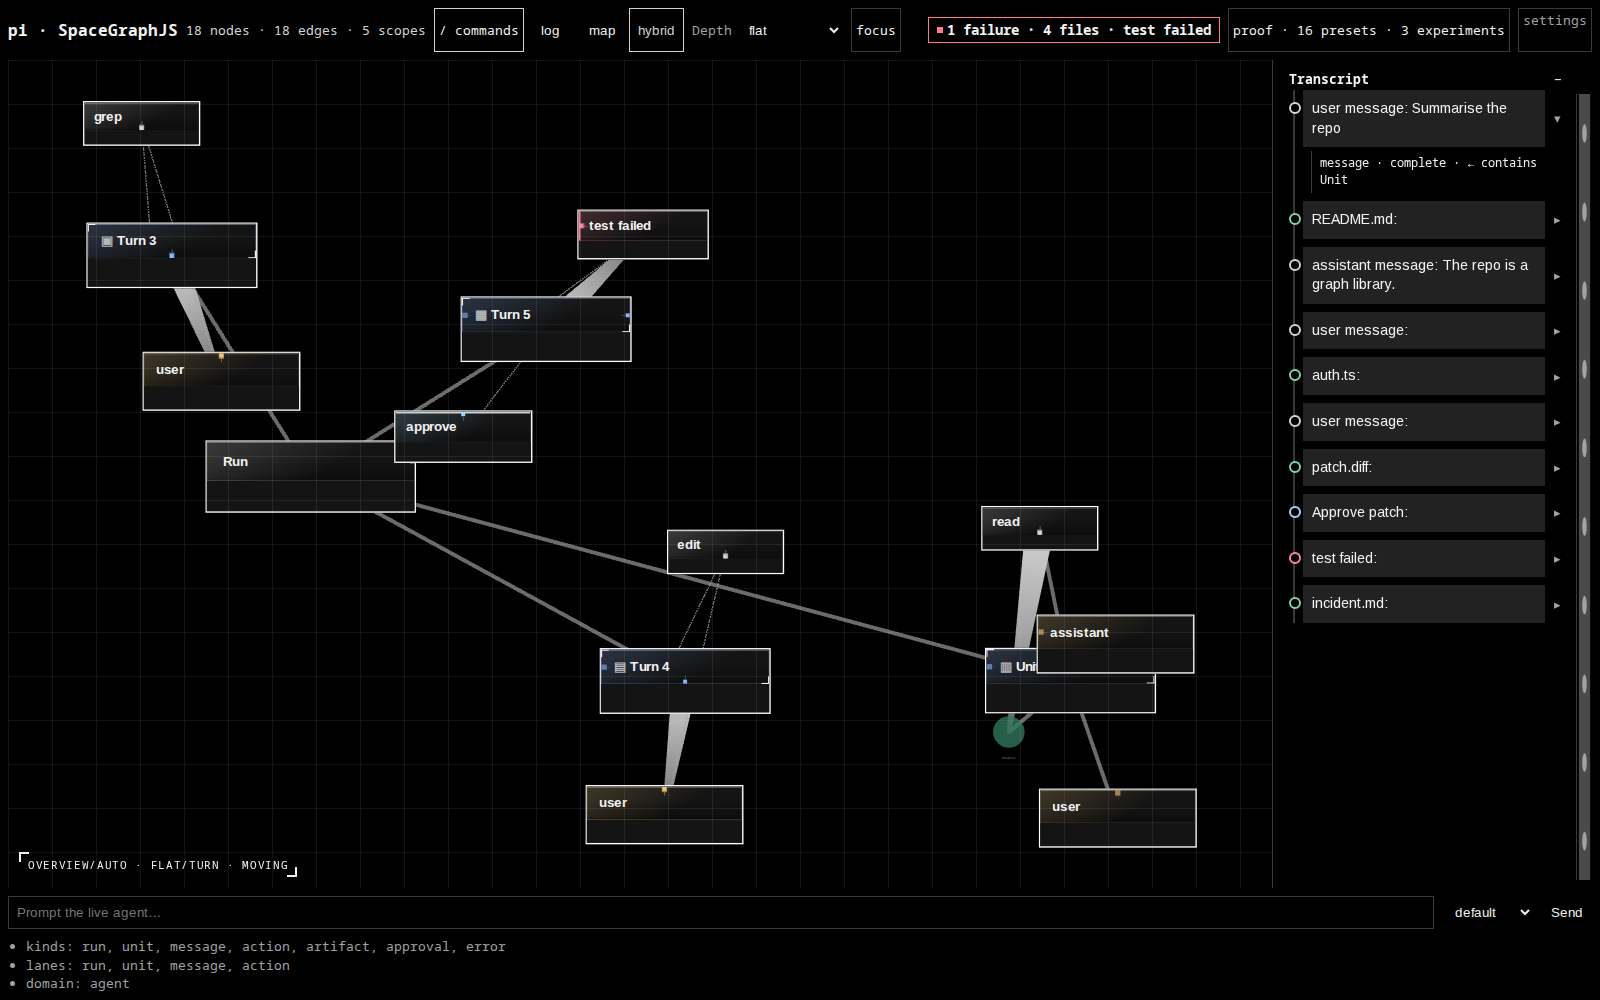 pi · SpaceGraphJS 18 nodes · 18 edges · 5 scopes / commands log map hybrid Depth flat focus 1 failure · 4 files · test failed proof · 16 presets · 3 experiments settings
Transcript
grep
Turn 3
user
Run
test failed
Turn 5
approve
edit
Turn 4
user
read
assistant
user
OVERVIEW/AUTO · FLAT/TURN · MOVING
user message: Summarise the
repo
message · complete · ← contains
Unit
README.md:
assistant message: The repo is a
graph library.
user message:
auth.ts:
user message:
patch.diff:
Approve patch:
test failed:
incident.md:
Prompt the live agent…
default
Send
kinds: run, unit, message, action, artifact, approval, error
lanes: run, unit, message, action
domain: agent